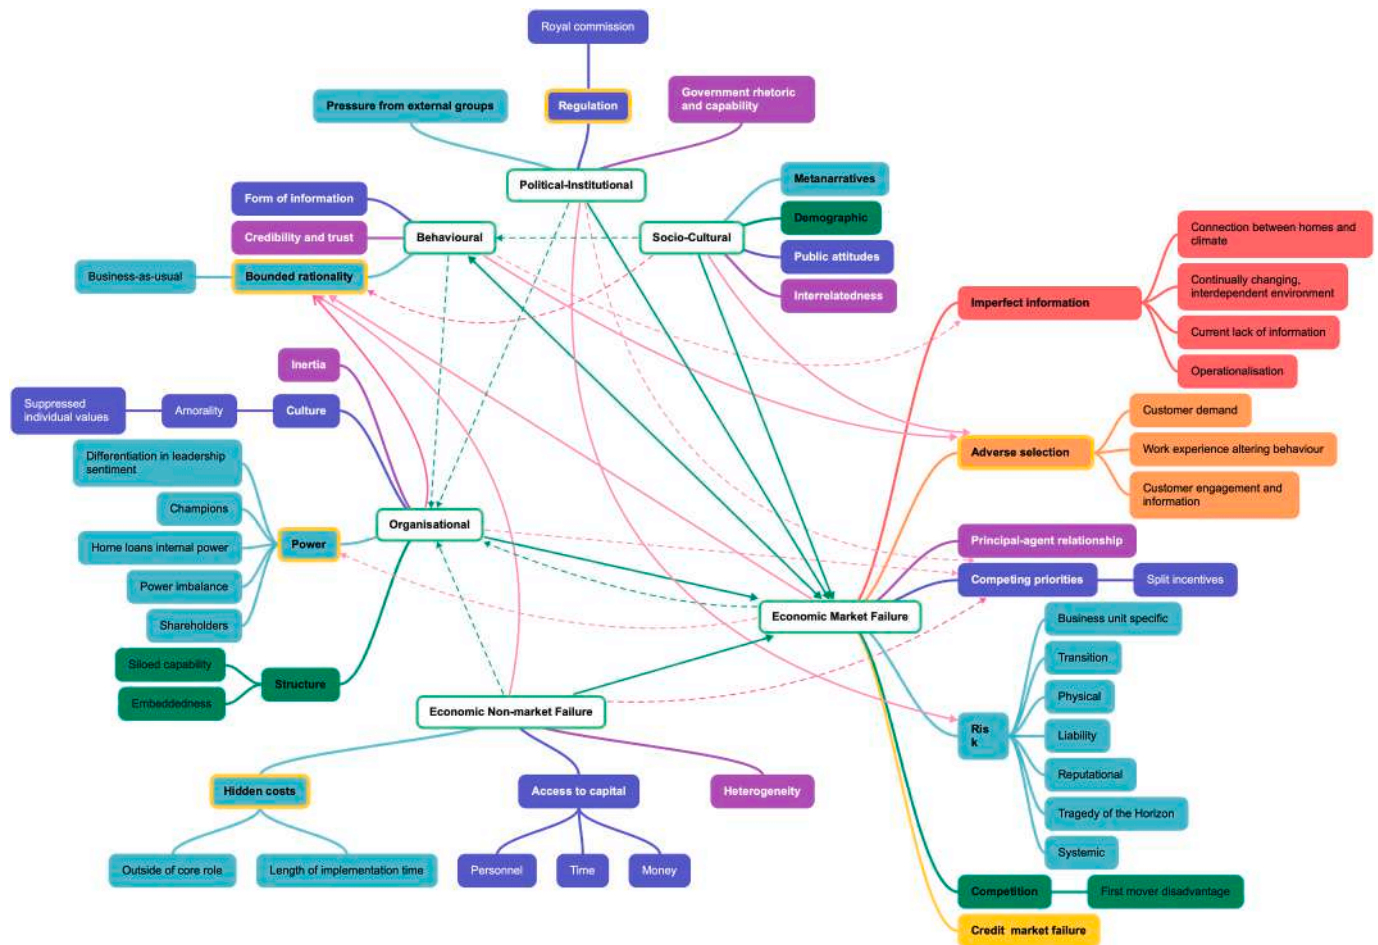 Royal commission
Pressure from external groups
Regulation
Government rhetoric
and capability
Political-Institutional
Form of information
Credibility and trust
Business-as-usual
Bounded rationality
Behavioural
Socio-Cultural
Metanarratives
Demographic
Public attitudes
Interrelatedness
Imperfect information
Connection between homes and
climate
Continually changing,
interdependent environment
Current lack of information
Operationalisation
Inertia
Suppressed
individual values
Amorality
Culture
Differentiation in leadership
sentiment
Champions
Home loans internal power
Power imbalance
Shareholders
Power
Organisational
Siloed capability
Embeddedness
Structure
Adverse selection
Customer demand
Work experience altering behaviour
Customer engagement and
information
Principal-agent relationship
Competing priorities
Split incentives
Economic Market Failure
Economic Non-market Failure
Business unit specific
Transition
Physical
Ris
k
Liability
Reputational
Tragedy of the Horizon
Systemic
Hidden costs
Access to capital
Heterogeneity
Outside of core role
Length of implementation time
Personnel
Time
Money
Competition
First mover disadvantage
Credit market failure